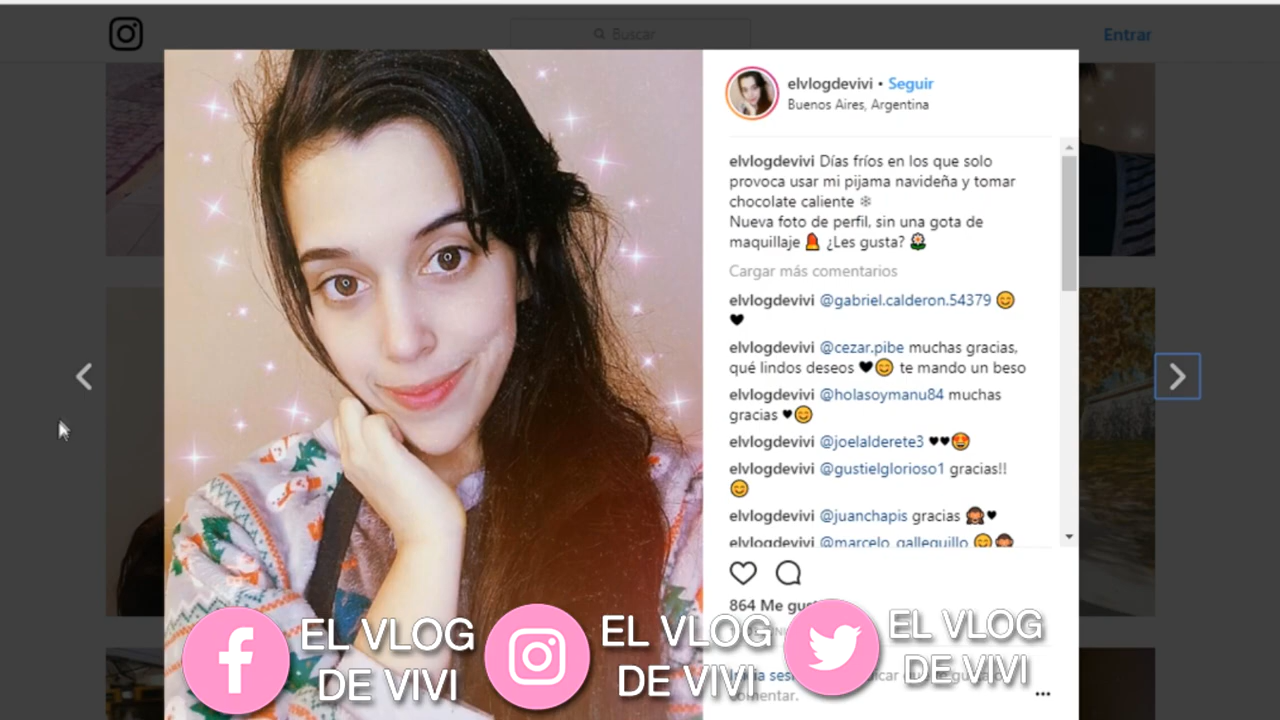 Buscar
Entrar
elvlogdevivi • Seguir
Buenos Aires, Argentina
elvlogdevivi Días fríos en los que solo
provoca usar mi pijama navideña y tomar
chocolate caliente ❄
Nueva foto de perfil, sin una gota de
maquillaje 💄 ¿Les gusta? 🌼
Cargar más comentarios
elvlogdevivi @gabriel.calderon.54379 😊
🖤
elvlogdevivi @cezar.pibe muchas gracias,
qué lindos deseos 🖤😊 te mando un beso
elvlogdevivi @holasoymanu84 muchas
gracias ♥😊
elvlogdevivi @joelalderete3 ♥♥😍
elvlogdevivi @gustielglorioso1 gracias!!
😊
elvlogdevivi @juanchapis gracias 🙈♥
elvlogdevivi @marcelo_galleguillo 😊🙈
864 Me
comentar.
EL VLOG
DE VIVI
EL VLOG
DE VIVI
EL VLOG
DE VIVI